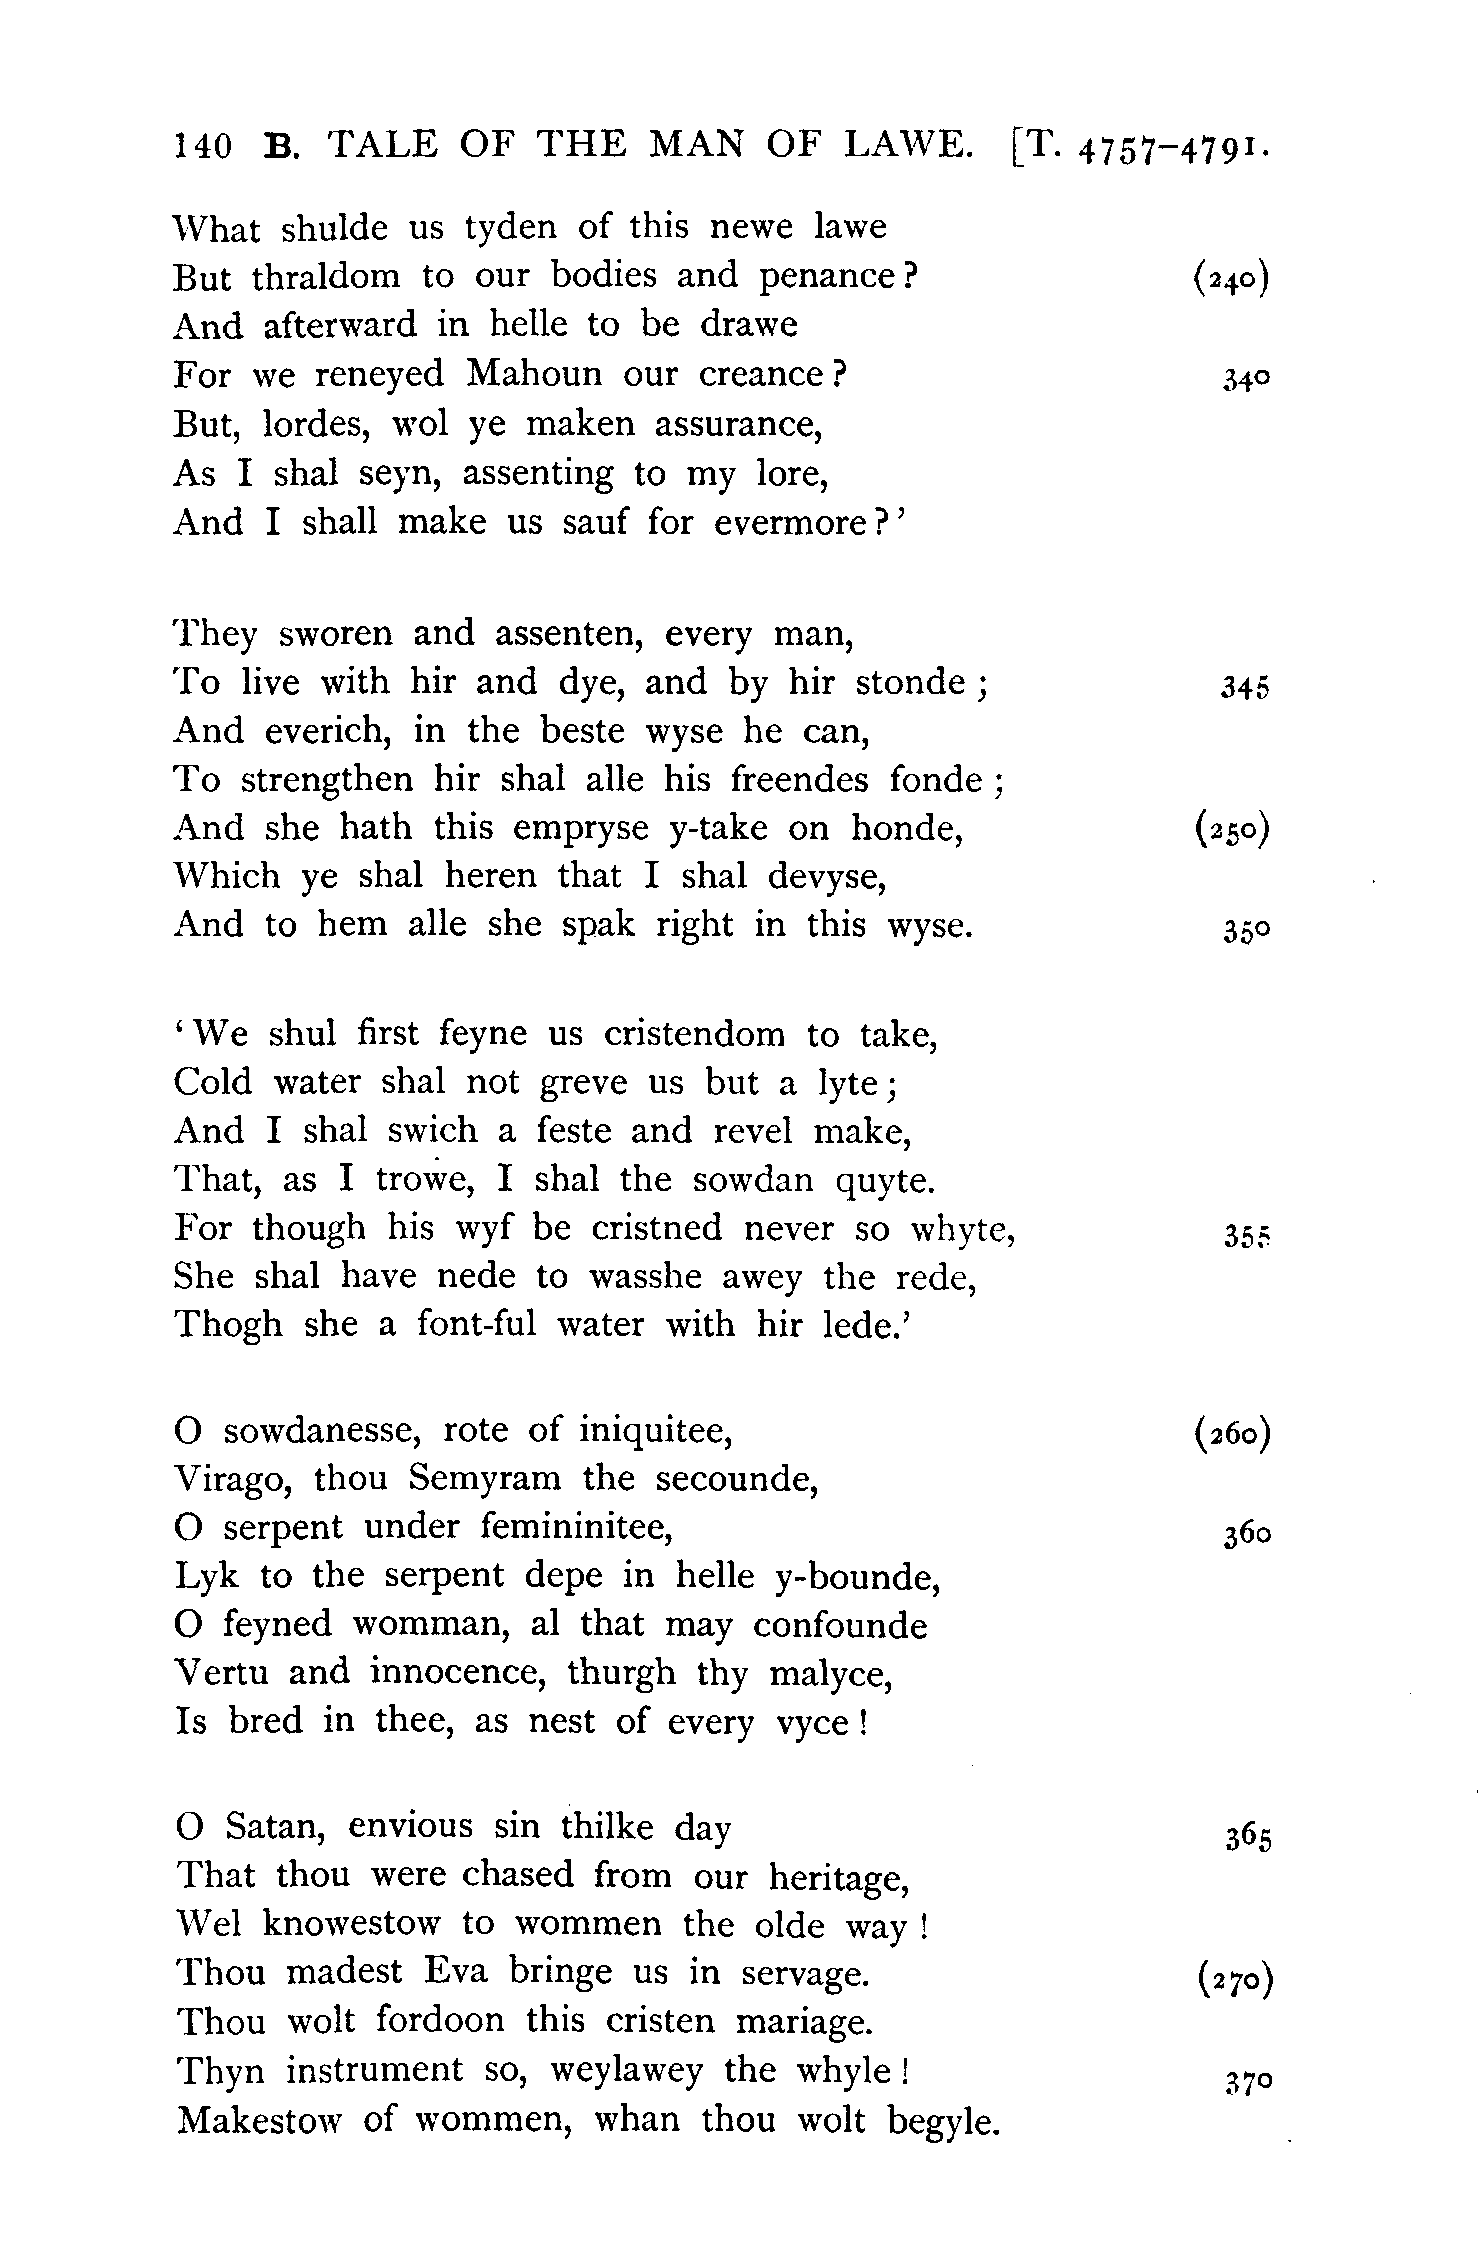 140 B. TALE OF THE MAN OF LAWE. [T. 4757–4791.
What shulde us tyden of this newe lawe
But thraldom to our bodies and penance? (240)
And afterward in helle to be drawe
For we reneyed Mahoun our creance? 340
But, lordes, wol ye maken assurance,
As I shal seyn, assenting to my lore,
And I shall make us sauf for evermore?’
They sworen and assenten, every man,
To live with hir and dye, and by hir stonde; 345
And everich, in the beste wyse he can,
To strengthen hir shal alle his freendes fonde;
And she hath this empryse y-take on honde, (250)
Which ye shal heren that I shal devyse,
And to hem alle she spak right in this wyse. 350
‘We shul first feyne us cristendom to take,
Cold water shal not greve us but a lyte;
And I shal swich a feste and revel make,
That, as I trowe, I shal the sowdan quyte.
For though his wyf be cristned never so whyte, 355
She shal have nede to wasshe awey the rede,
Thogh she a font-ful water with hir lede.’
O sowdanesse, rote of iniquitee, (260)
Virago, thou Semyram the secounde,
O serpent under femininitee, 360
Lyk to the serpent depe in helle y-bounde,
O feyned womman, al that may confounde
Vertu and innocence, thurgh thy malyce,
Is bred in thee, as nest of every vyce!
O Satan, envious sin thilke day 365
That thou were chased from our heritage,
Wel knowestow to wommen the olde way!
Thou madest Eva bringe us in servage. (270)
Thou wolt fordoon this cristen mariage.
Thyn instrument so, weylawey the whyle! 370
Makestow of wommen, whan thou wolt begyle.